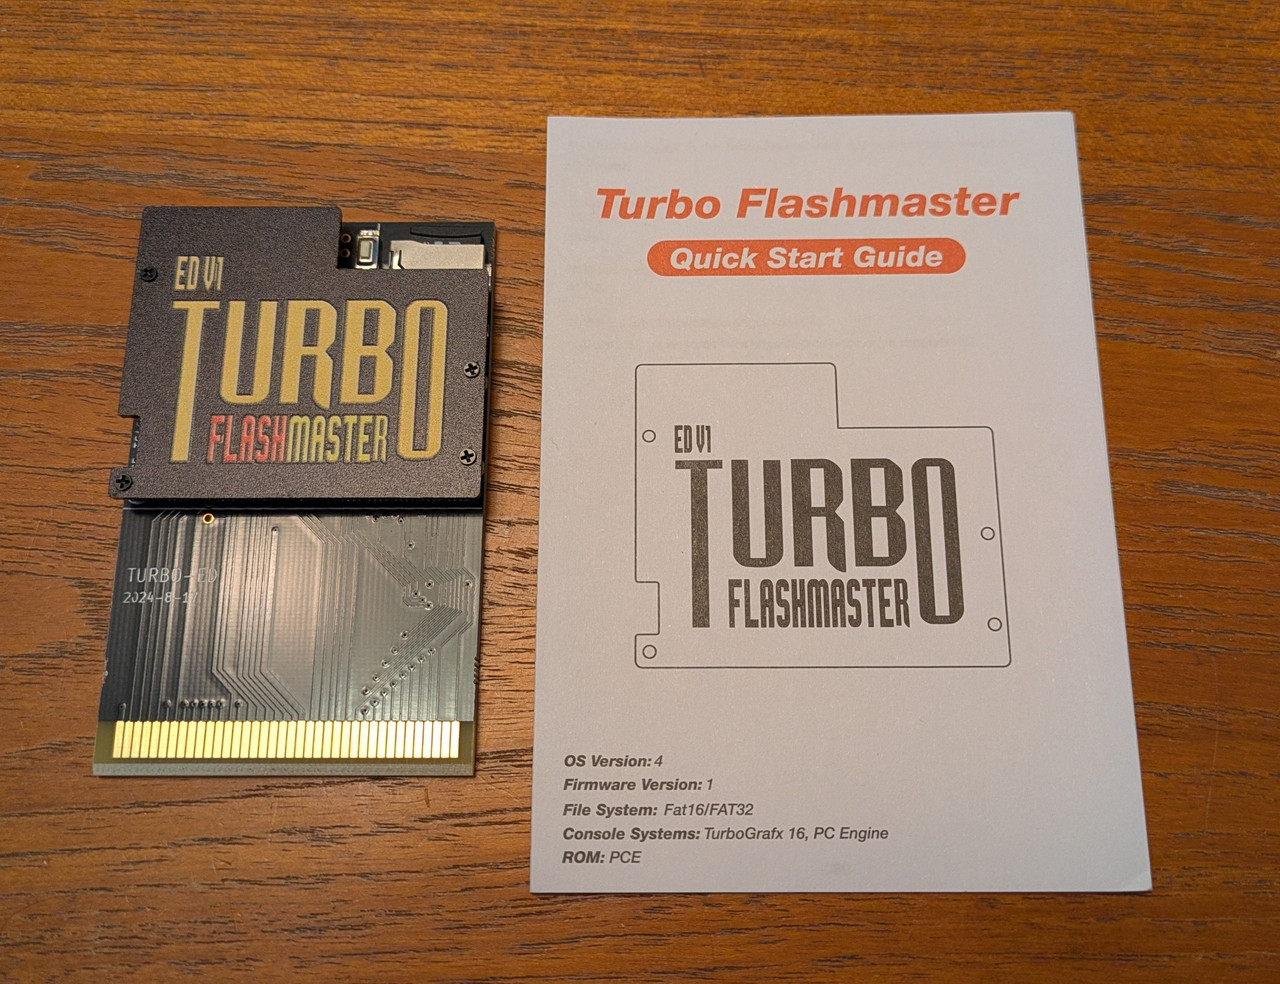 ED V1
TURBO
FLASHMASTER
TURBO-ED
2024-8-17
Turbo Flashmaster
Quick Start Guide
ED V1
TURBO
FLASHMASTER
OS Version: 4
Firmware Version: 1
File System: Fat16/FAT32
Console Systems: TurboGrafx 16, PC Engine
ROM: PCE